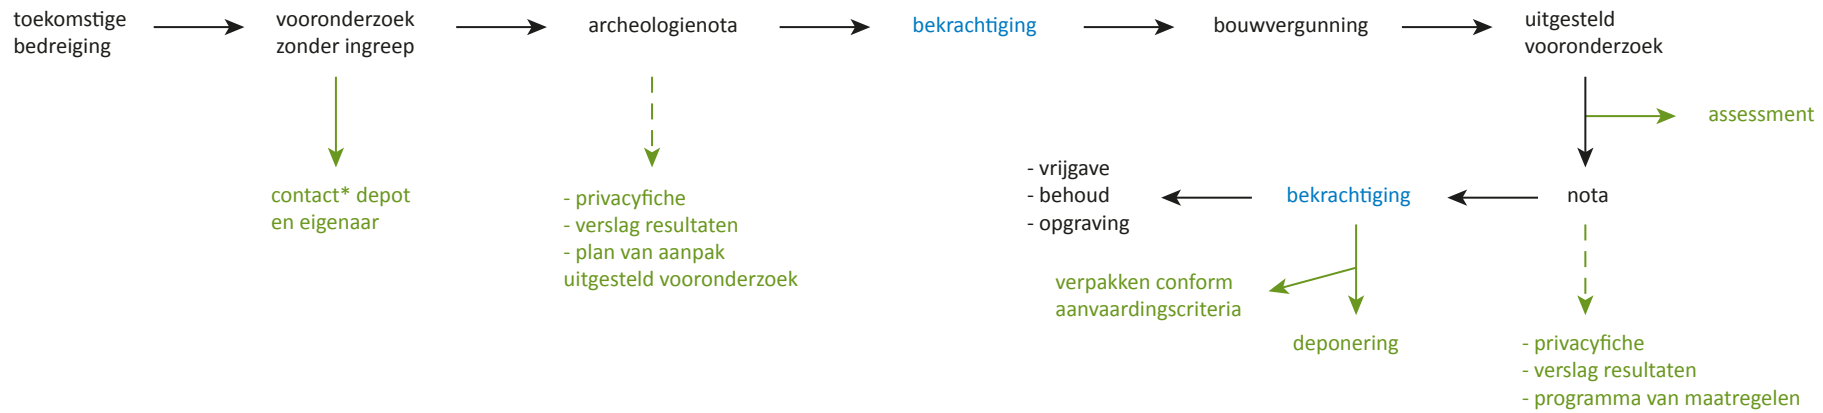 toekomstige
bedreiging
vooronderzoek
zonder ingreep
archeologienota
bekrachtiging
bouwvergunning
uitgesteld
vooronderzoek
assessment
contact* depot
en eigenaar
- privacyfiche
- verslag resultaten
- plan van aanpak
uitgesteld vooronderzoek
- vrijgave
- behoud
- opgraving
bekrachtiging
nota
verpakken conform
aanvaardingscriteria
deponering
- privacyfiche
- verslag resultaten
- programma van maatregelen